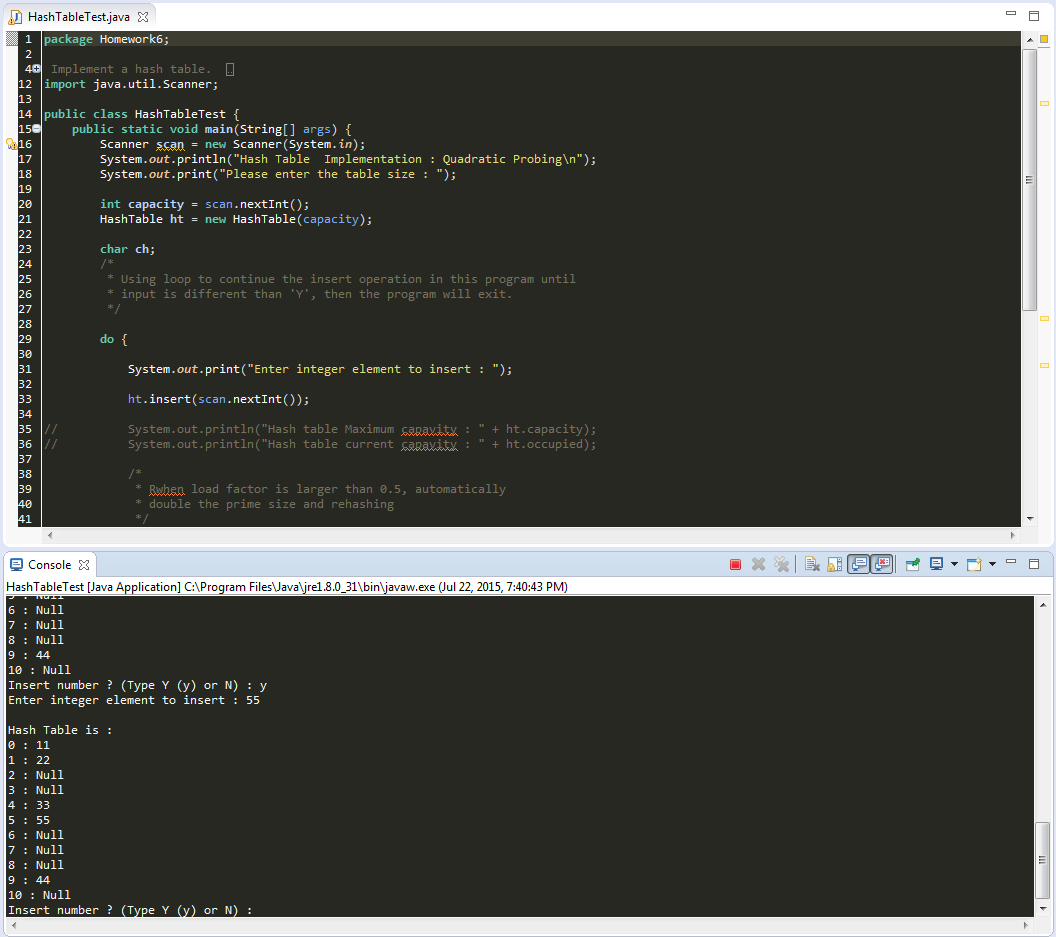 HashTableTest.java
1 package Homework6;
2
4 Implement a hash table.
12 import java.util.Scanner;
13
14 public class HashTableTest {
15 public static void main(String[] args) {
16 Scanner scan = new Scanner(System.in);
17 System.out.println("Hash Table  Implementation : Quadratic Probing\n");
18 System.out.print("Please enter the table size : ");
19
20 int capacity = scan.nextInt();
21 HashTable ht = new HashTable(capacity);
22
23 char ch;
24 /*
25 * Using loop to continue the insert operation in this program until
26 * input is different than 'Y', then the program will exit.
27 */
28
29 do {
30
31 System.out.print("Enter integer element to insert : ");
32
33 ht.insert(scan.nextInt());
34
35 // System.out.println("Hash table Maximum capavity : " + ht.capacity);
36 // System.out.println("Hash table current capavity : " + ht.occupied);
37
38 /*
39 * Rwhen load factor is larger than 0.5, automatically
40 * double the prime size and rehashing
41 */
Console
HashTableTest [Java Application] C:\Program Files\Java\jre1.8.0_31\bin\javaw.exe (Jul 22, 2015, 7:40:43 PM)
5 : Null
6 : Null
7 : Null
8 : Null
9 : 44
10 : Null
Insert number ? (Type Y (y) or N) : y
Enter integer element to insert : 55
Hash Table is :
0 : 11
1 : 22
2 : Null
3 : Null
4 : 33
5 : 55
6 : Null
7 : Null
8 : Null
9 : 44
10 : Null
Insert number ? (Type Y (y) or N) :